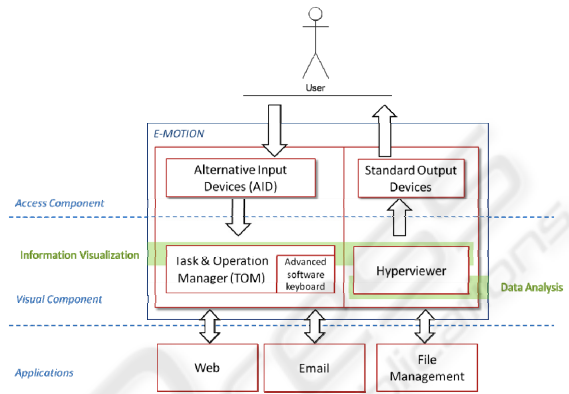 User
E-MOTION
Alternative Input
Devices (AID)
Standard Output
Devices
Access Component
Information Visualization
Task & Operation
Manager (TOM)
Advanced
software
keyboard
Hyperviewer
Data Analysis
Visual Component
Web
Email
File
Management
Applications